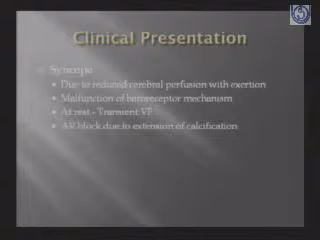 Clinical Presentation
Syncope
Due to reduced cerebral perfusion with exertion
Malfunction of baroreceptor mechanism
At rest - Transient VF
AV block due to extension of calcification